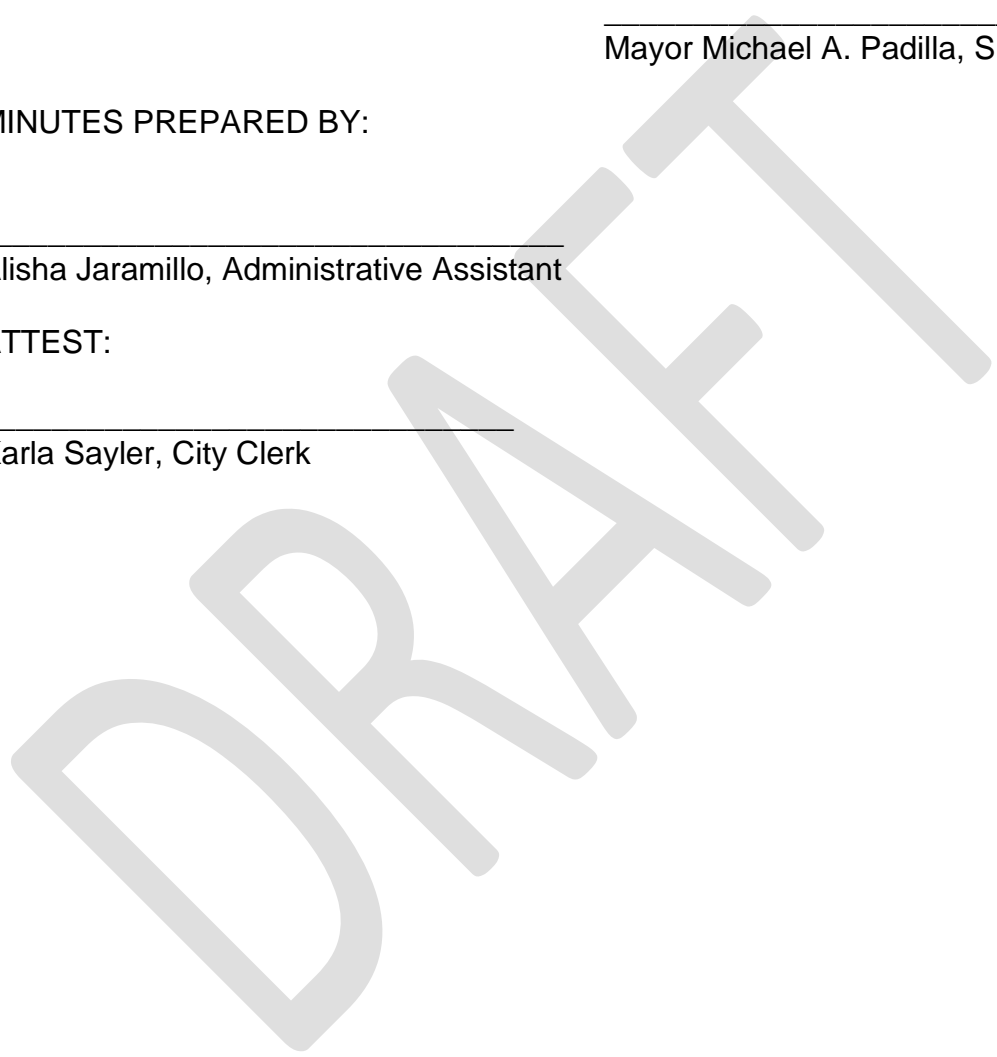 Mayor Michael A. Padilla, S
MINUTES PREPARED BY:
lisha Jaramillo, Administrative Assistant
TTEST:
arla Sayler, City Clerk
DRAFT